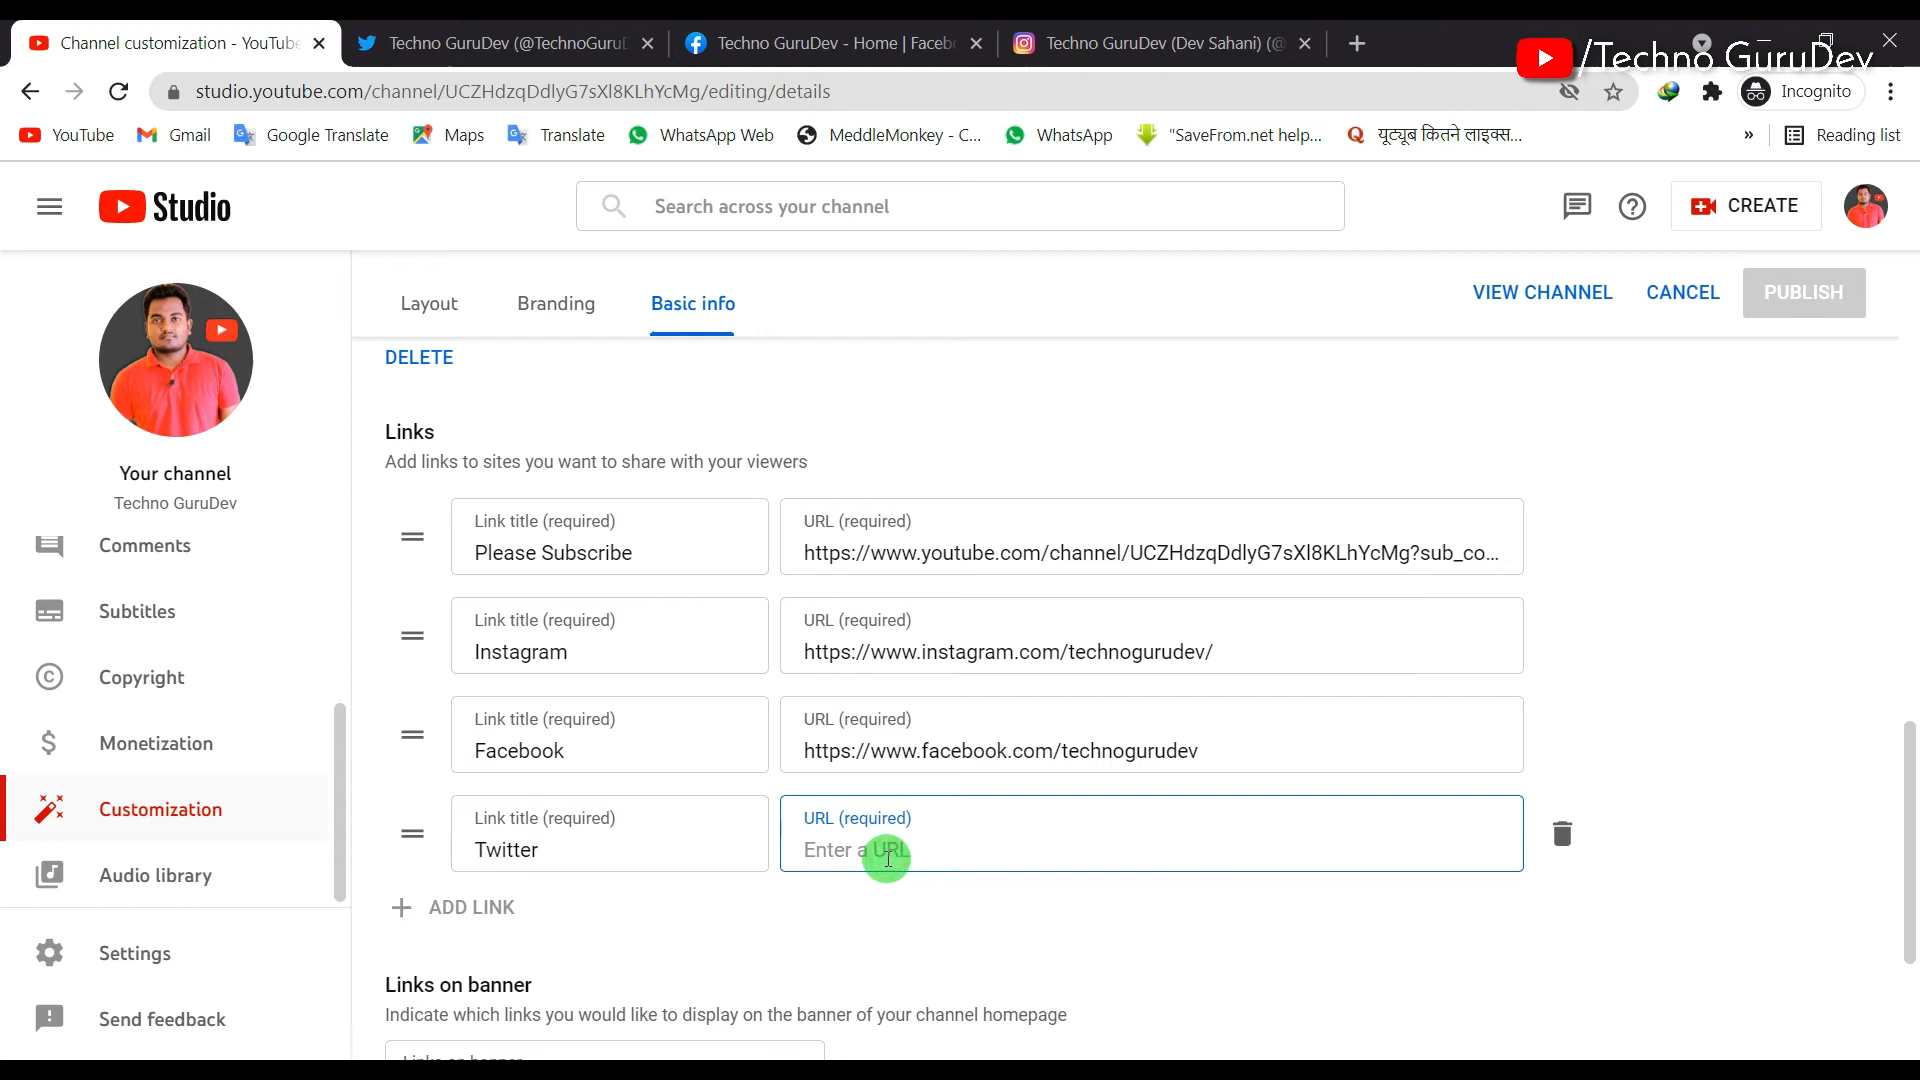 Channel customization - YouTube
Techno GuruDev (@TechnoGuruD
Techno GuruDev - Home | Faceb
Techno GuruDev (Dev Sahani) (@
/Techno GuruDev
studio.youtube.com/channel/UCZHdzqDdlyG7sXl8KLhYcMg/editing/details
Incognito
YouTube
Gmail
Google Translate
Maps
Translate
WhatsApp Web
MeddleMonkey - C...
WhatsApp
"SaveFrom.net help...
यूट्यूब कितने लाइक्स...
»
Reading list
Studio
Search across your channel
CREATE
Layout
Branding
Basic info
VIEW CHANNEL
CANCEL
PUBLISH
Your channel
Techno GuruDev
Comments
Subtitles
Copyright
Monetization
Customization
Audio library
Settings
Send feedback
DELETE
Links
Add links to sites you want to share with your viewers
Link title (required)
Please Subscribe
URL (required)
https://www.youtube.com/channel/UCZHdzqDdlyG7sXl8KLhYcMg?sub_co...
Link title (required)
Instagram
URL (required)
https://www.instagram.com/technogurudev/
Link title (required)
Facebook
URL (required)
https://www.facebook.com/technogurudev
Link title (required)
Twitter
URL (required)
Enter a URL
ADD LINK
Links on banner
Indicate which links you would like to display on the banner of your channel homepage
Links on banner